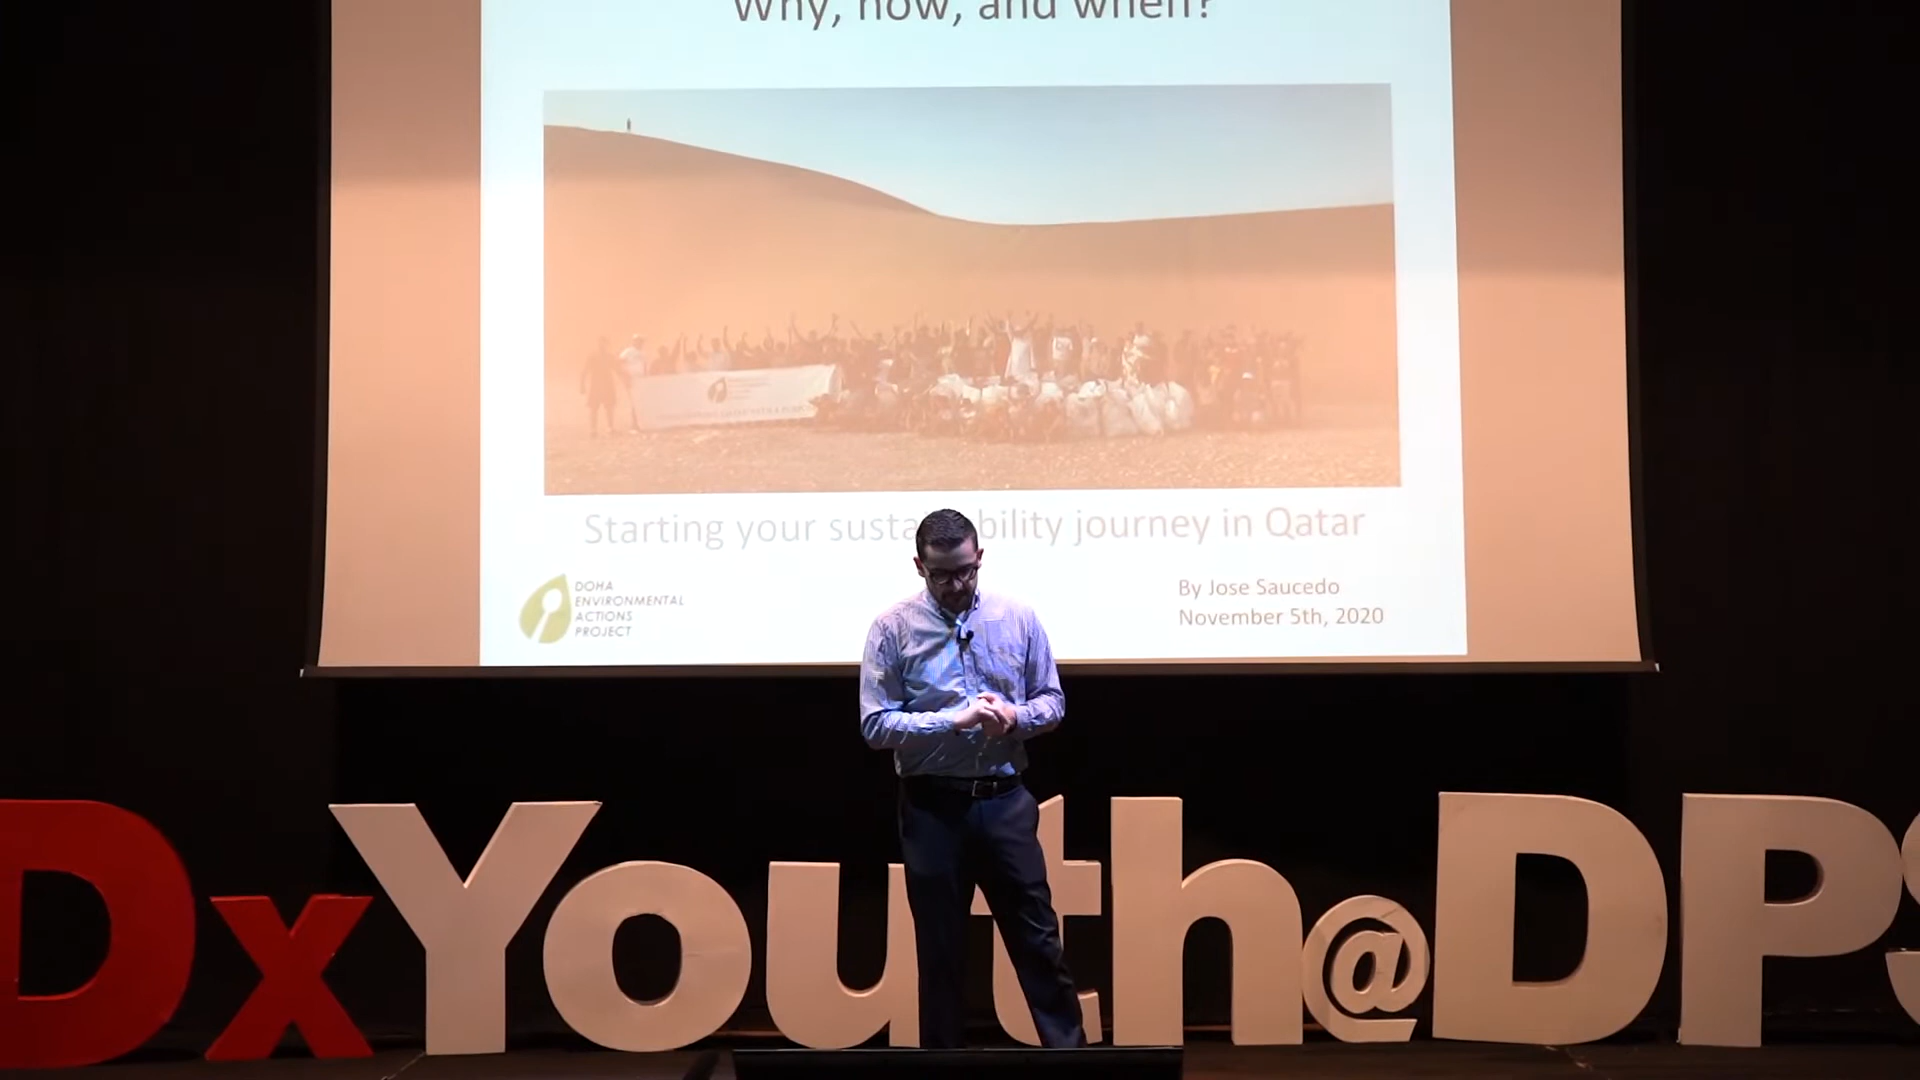 Why, how, and when?
Starting your sustainability journey in Qatar
DOHA
ENVIRONMENTAL
ACTIONS
PROJECT
By Jose Saucedo
November 5th, 2020
DxYouth@DPS